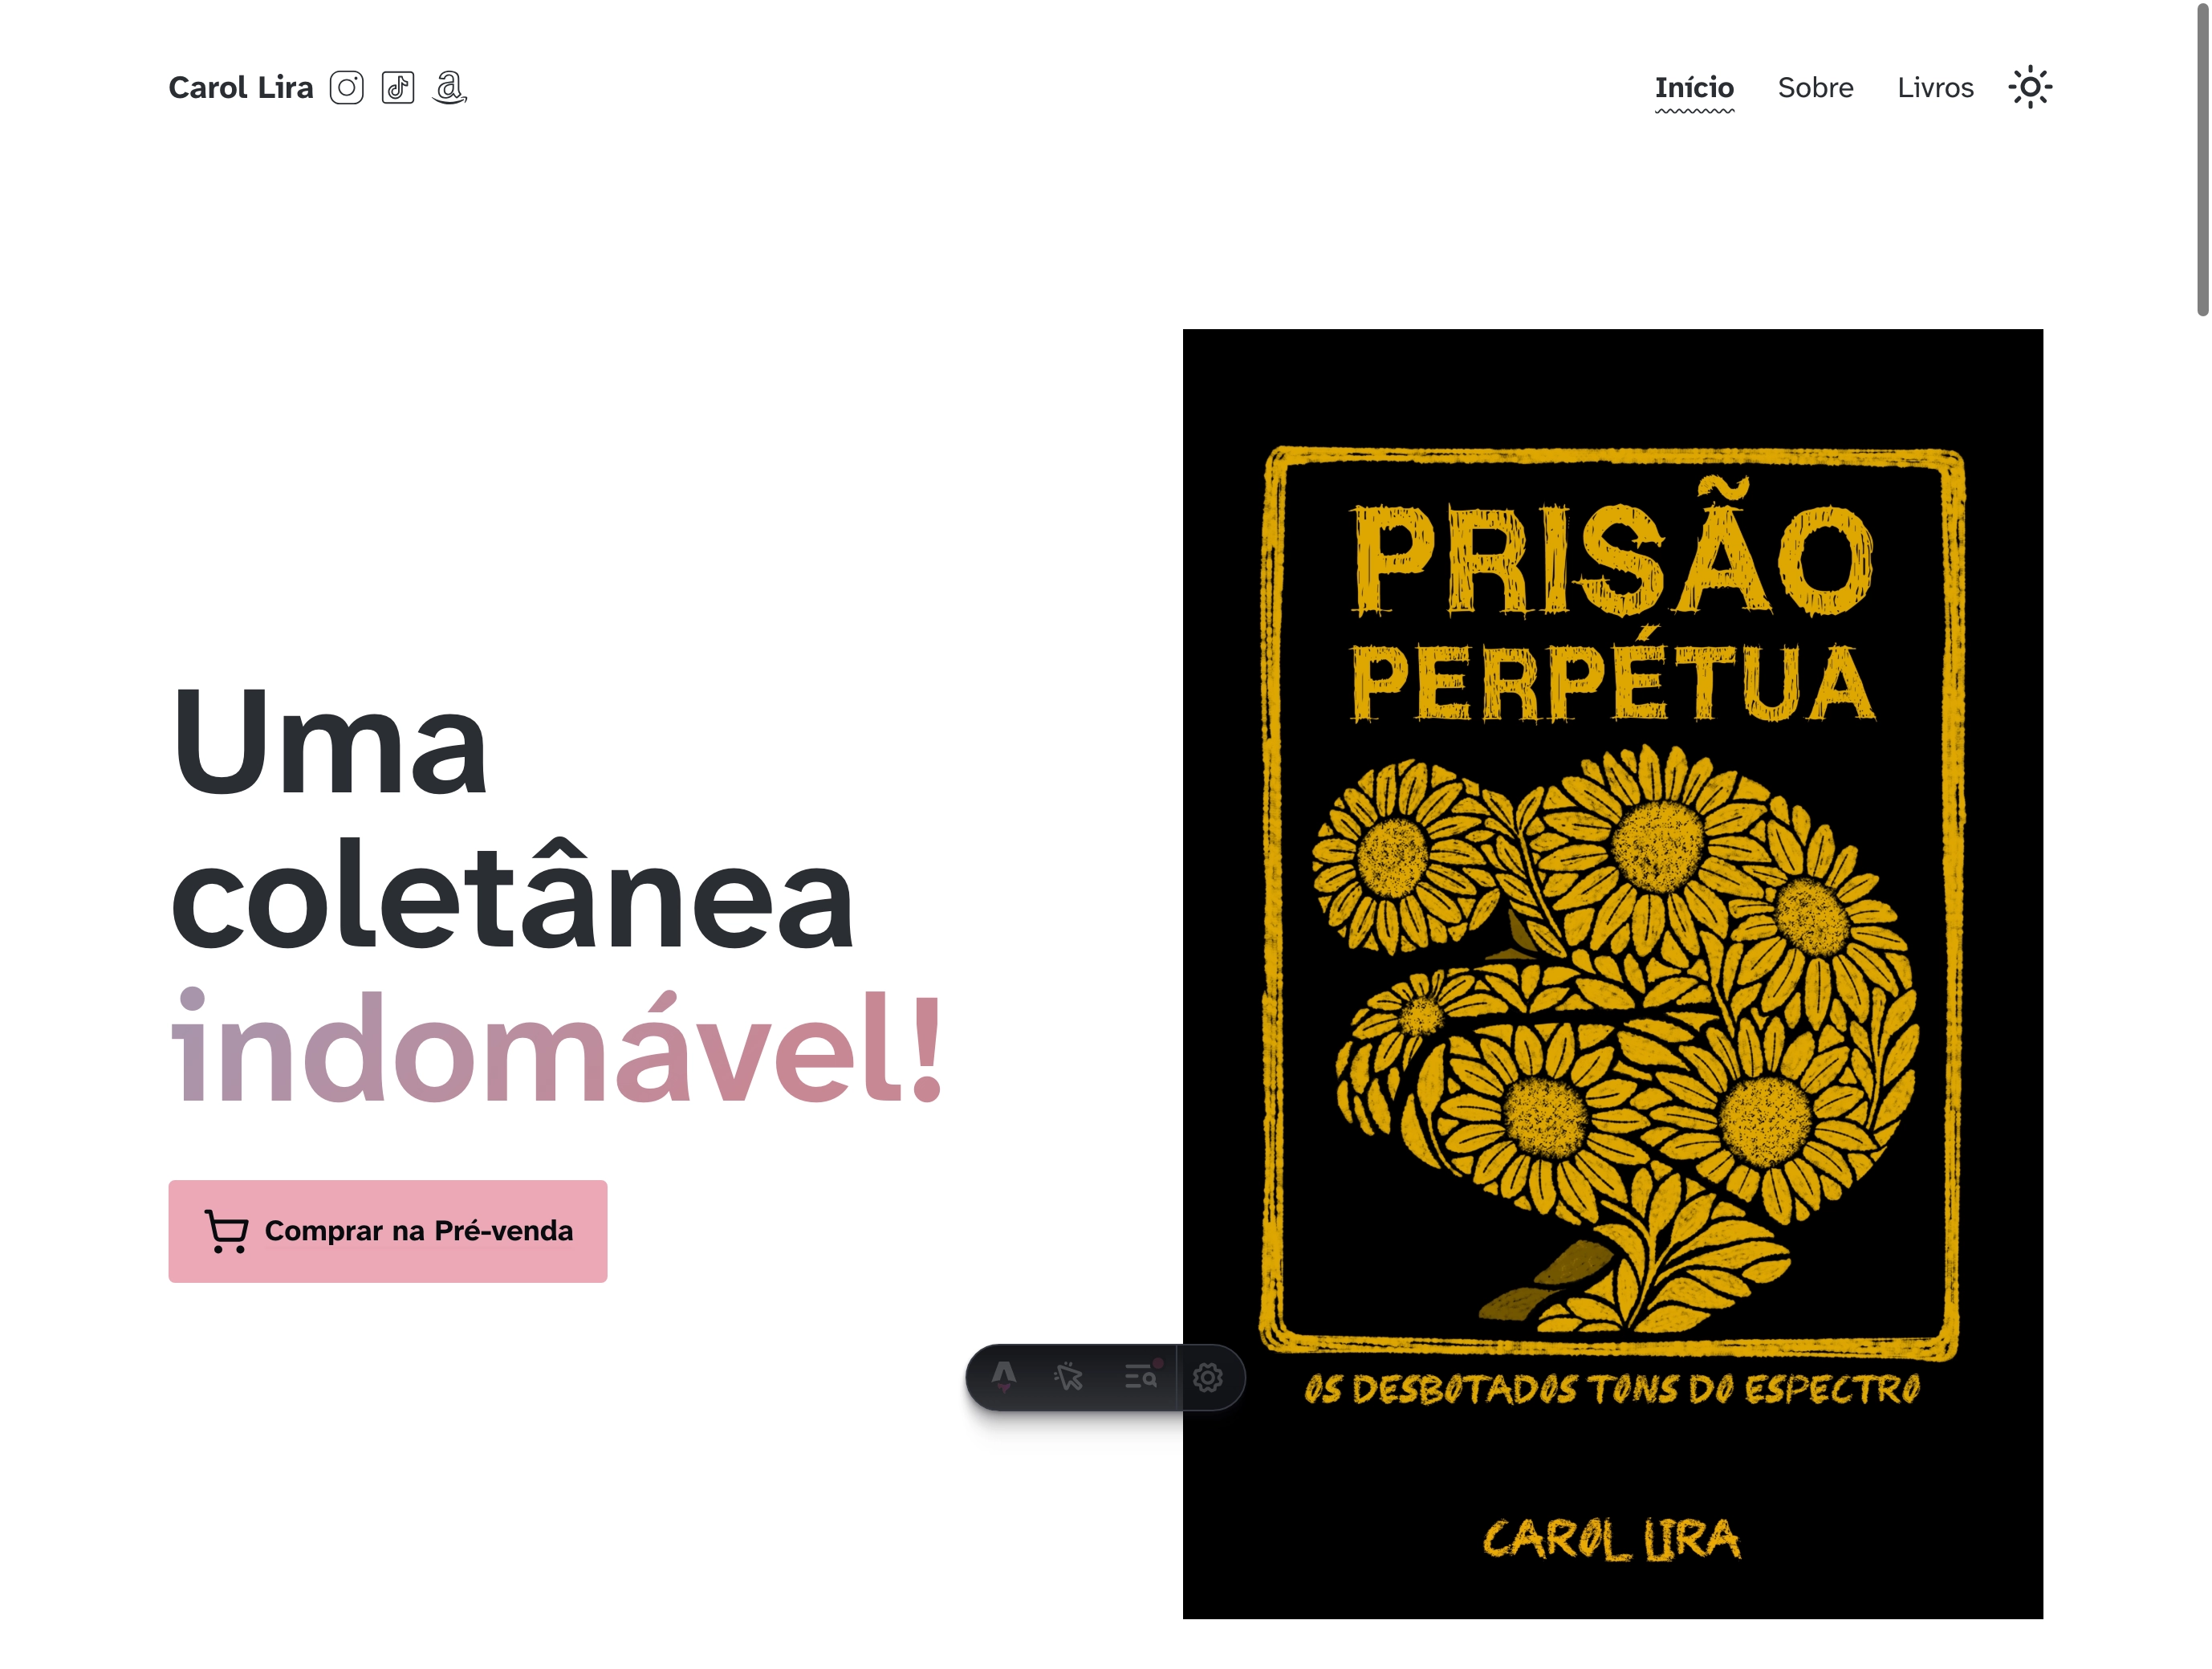 Carol Lira
Início
Sobre
Livros
Uma
coletânea
indomável!
Comprar na Pré-venda
PRISÃO
PERPÉTUA
OS DESBOTADOS TONS DO ESPECTRO
CAROL LIRA